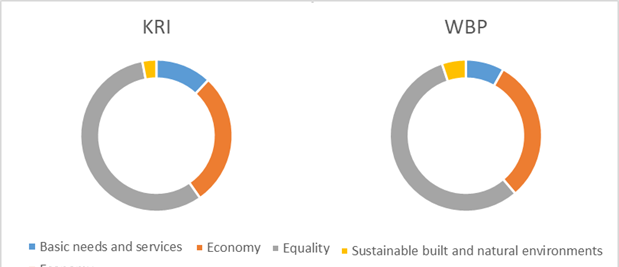 KRI WBP
Basic needs and services Economy Equality Sustainable built and natural environments